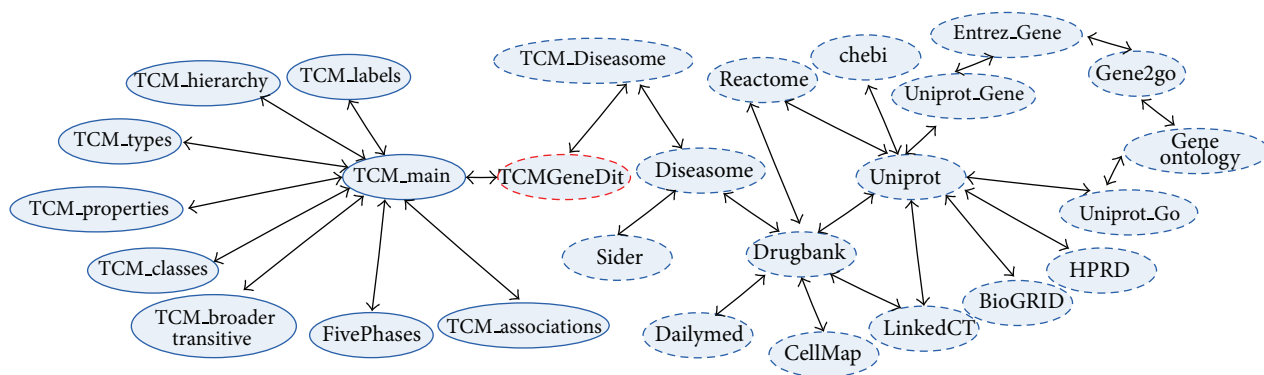 TCM_hierarchy
TCM_labels
TCM_types
TCM_main
TCM_properties
TCM_classes
TCM_broader
transitive
FivePhases
TCM_associations
TCMGeneDit
TCM_Diseasome
Diseasome
Sider
Reactome
chebi
Entrez_Gene
Uniprot_Gene
Gene2go
Gene
ontology
Uniprot
Uniprot_Go
Drugbank
HPRD
BioGRID
LinkedCT
Dailymed
CellMap